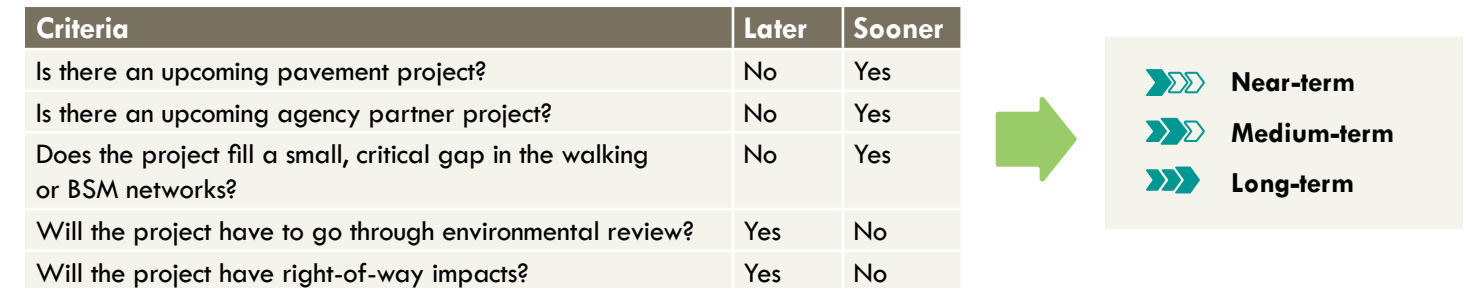 Criteria Later Sooner
Is there an upcoming pavement project? No Yes
Is there an upcoming agency partner project? No Yes
Does the project fill a small, critical gap in the walking No Yes
or BSM networks?
Will the project have to go through environmental review? Yes No
Will the project have right-of-way impacts? Yes No
Near-term
Medium-term
Long-term